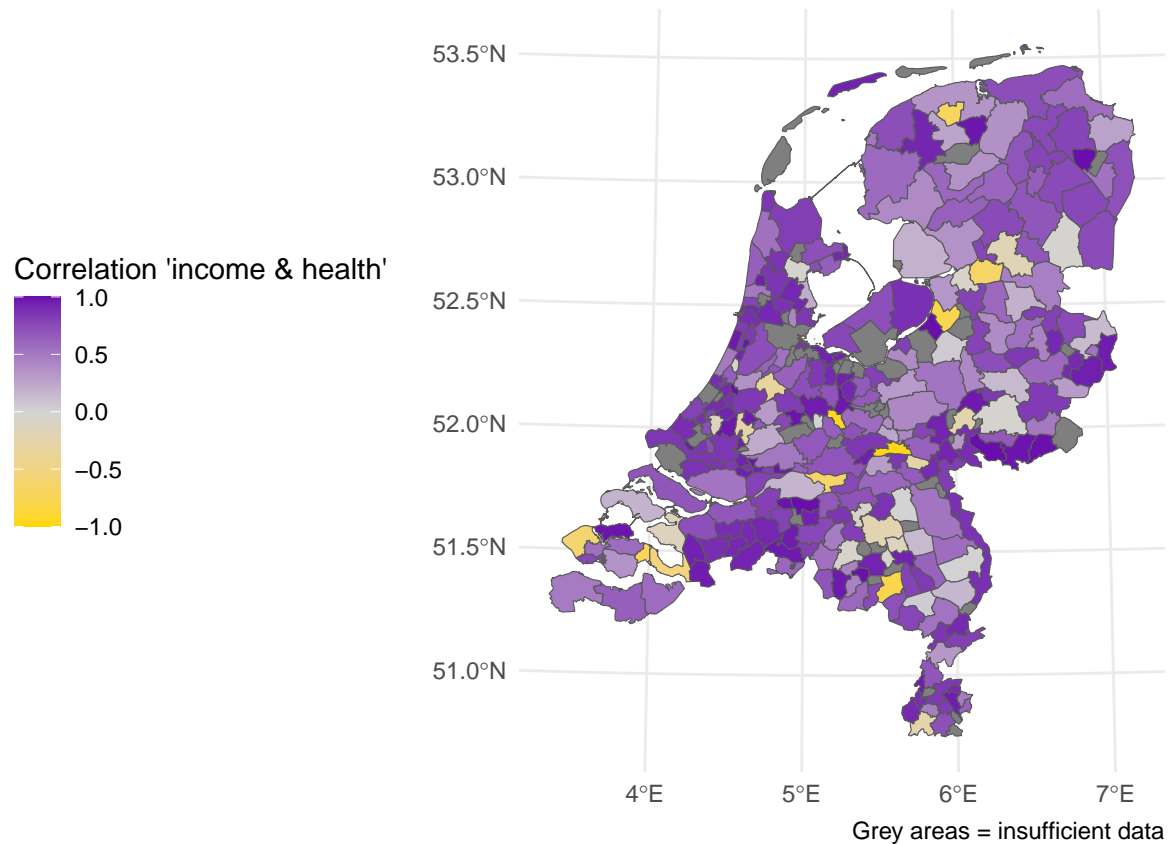 Correlation 'income & health'
1.0
0.5
0.0
−0.5
−1.0
53.5°N
53.0°N
52.5°N
52.0°N
51.5°N
51.0°N
4°E 5°E 6°E 7°E
Grey areas = insufficient data